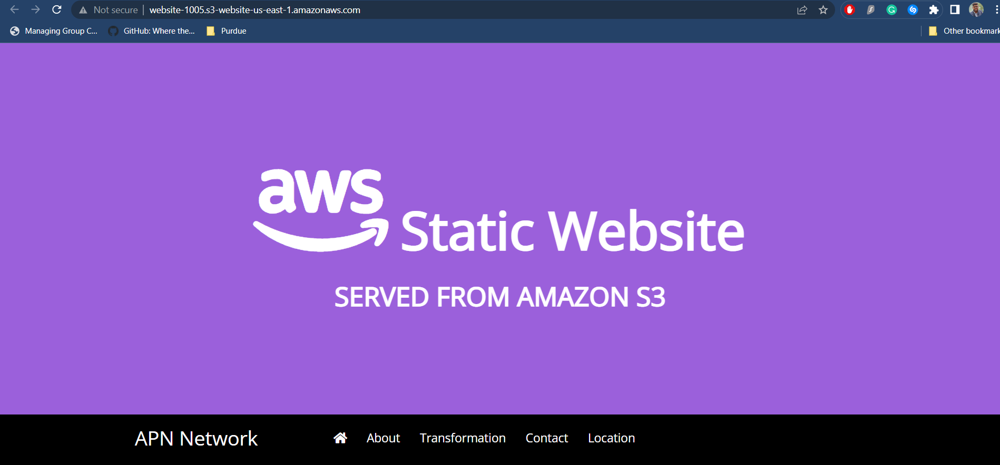 Not secure | website-1005.s3-website-us-east-1.amazonaws.com
Managing Group C... GitHub: Where the... Purdue Other bookmark
aws Static Website
SERVED FROM AMAZON S3
APN Network About Transformation Contact Location